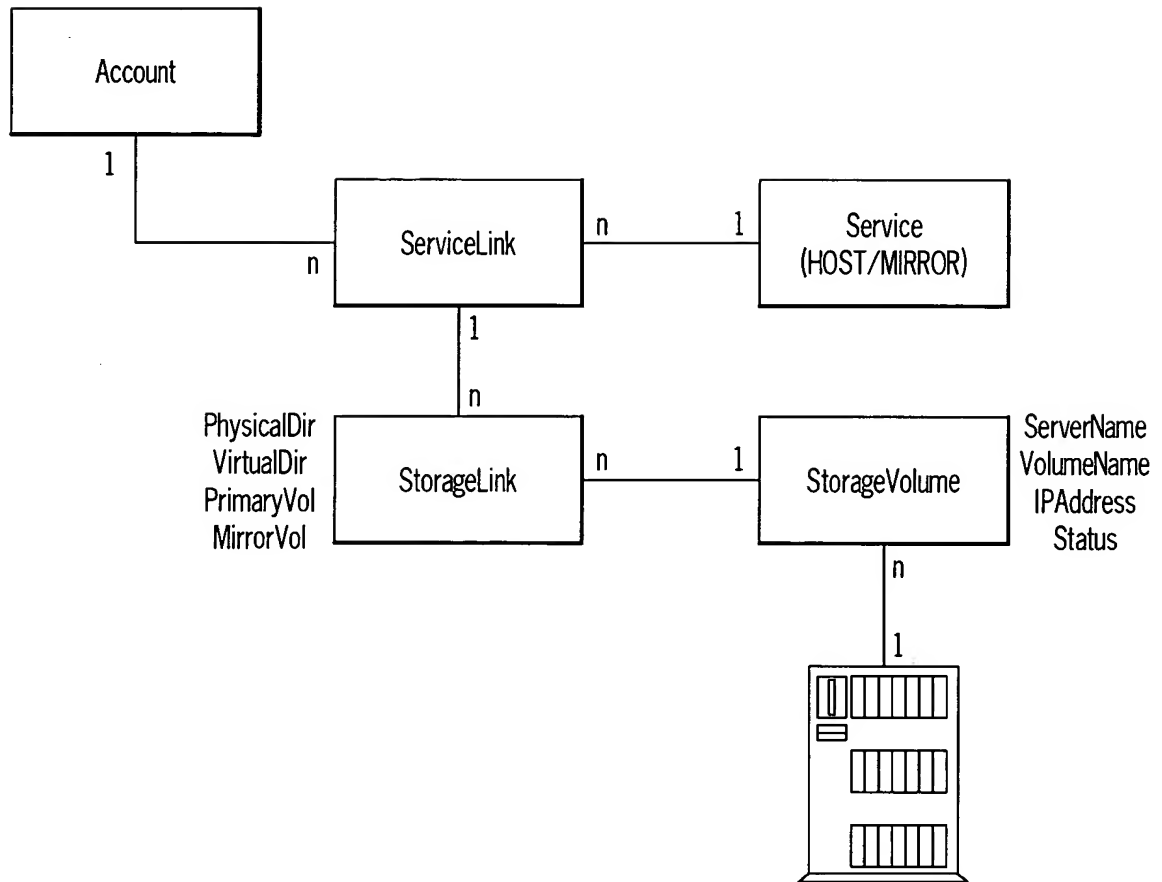 Account
1
n
ServiceLink
n
1
Service
(HOST/MIRROR)
1
n
PhysicalDir
VirtualDir
PrimaryVol
MirrorVol
StorageLink
n
1
StorageVolume
ServerName
VolumeName
IPAddress
Status
n
1